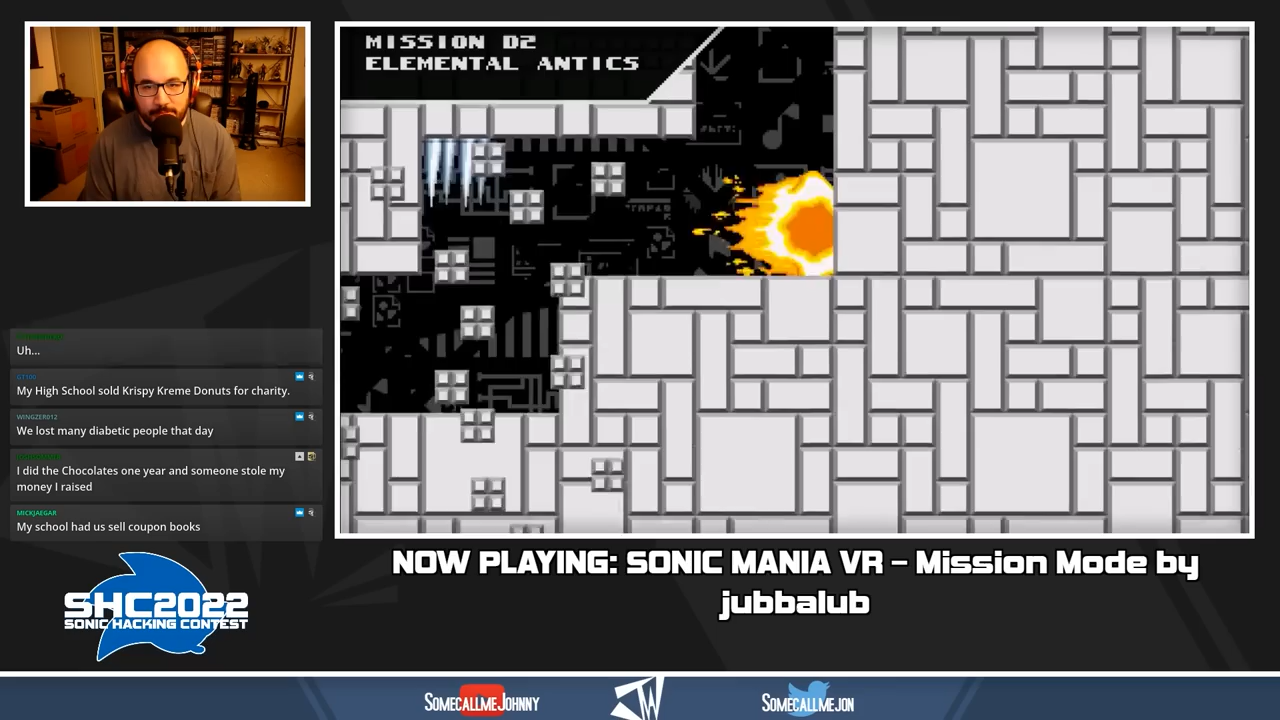 MISSION 02
ELEMENTAL ANTICS
Uh...
GT100
My High School sold Krispy Kreme Donuts for charity.
WINGZER012
We lost many diabetic people that day
I did the Chocolates one year and someone stole my
money I raised
MICKJAEGAR
My school had us sell coupon books
SHC2022
SONIC HACKING CONTEST
NOW PLAYING: SONIC MANIA VR - Mission Mode by
jubbalub
SOMECALLMEJOHNNY
SOMECALLMEJON